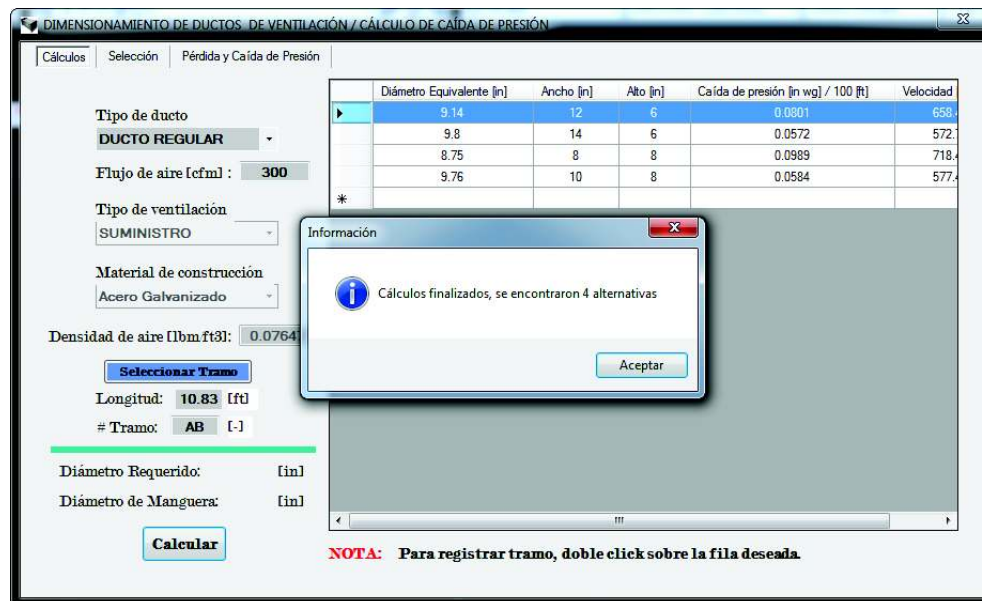 DIMENSIONAMIENTO DE DUCTOS DE VENTILACIÓN / CÁLCULO DE CAÍDA DE PRESIÓN
Cálculos Selección Pérdida y Caída de Presión
Tipo de ducto
DUCTO REGULAR
Flujo de aire [cfm] : 300
Tipo de ventilación
SUMINISTRO
Material de construcción
Acero Galvanizado
Densidad de aire [lbm ft3]: 0.0764
Seleccionar Tramo
Longitud: 10.83 [ft]
# Tramo: AB [-]
Diámetro Requerido: [in]
Diámetro de Manguera: [in]
Calcular
Diámetro Equivalente [in] Ancho [in] Alto [in] Caída de presión [in wg] / 100 [ft] Velocidad
9.14 12 6 0.0801 658.
9.8 14 6 0.0572 572.
8.75 8 8 0.0989 718.
9.76 10 8 0.0584 577.
*
Información
Cálculos finalizados, se encontraron 4 alternativas
Aceptar
NOTA: Para registrar tramo, doble click sobre la fila deseada.